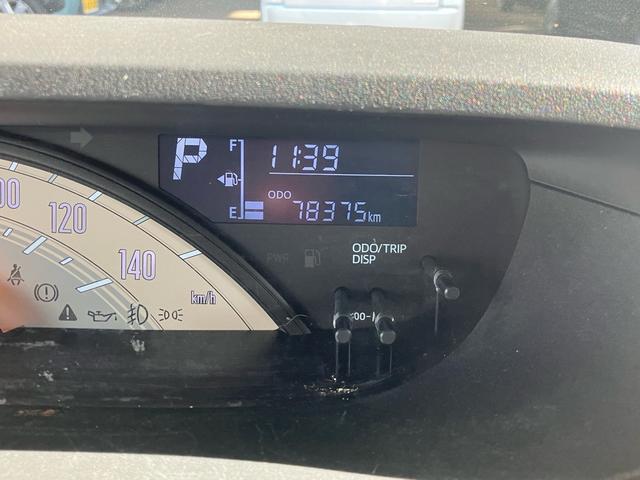 P
F
11:39
ODO
E
78375km
120
140
km/h
PWR
ODO/TRIP
DISP